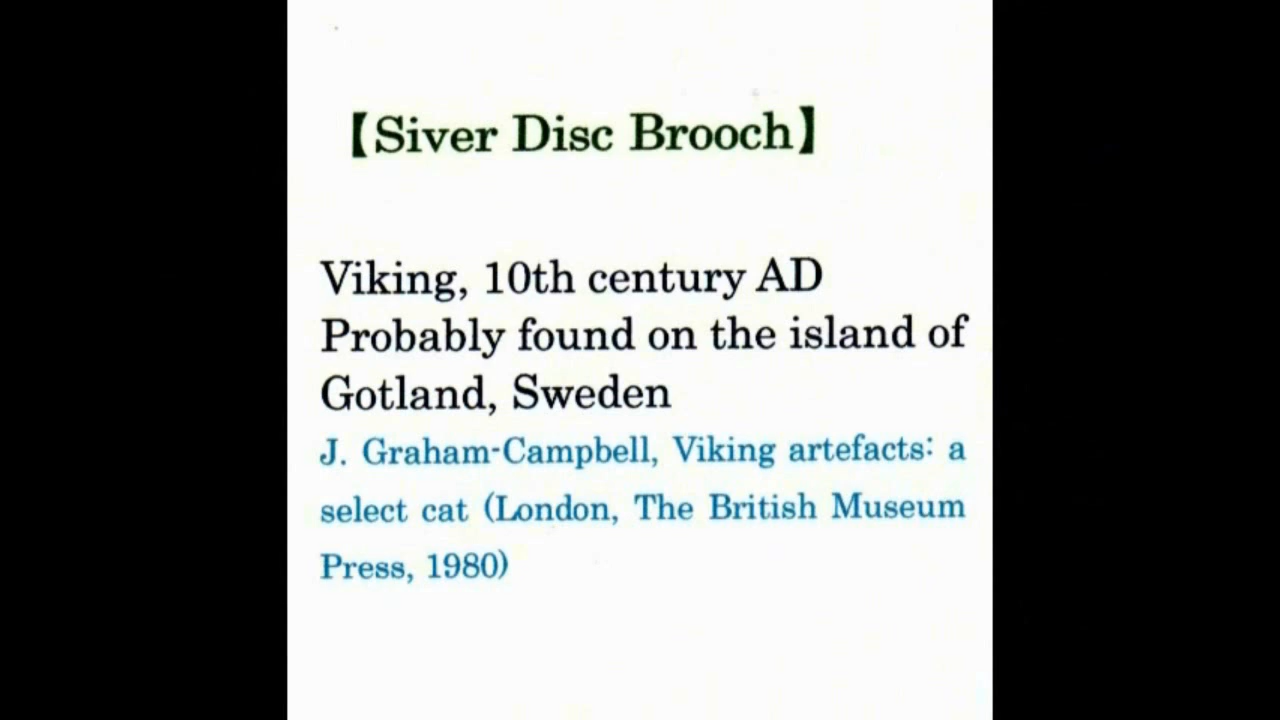 【Siver Disc Brooch】
Viking, 10th century AD
Probably found on the island of
Gotland, Sweden
J. Graham-Campbell, Viking artefacts: a
select cat (London, The British Museum
Press, 1980)